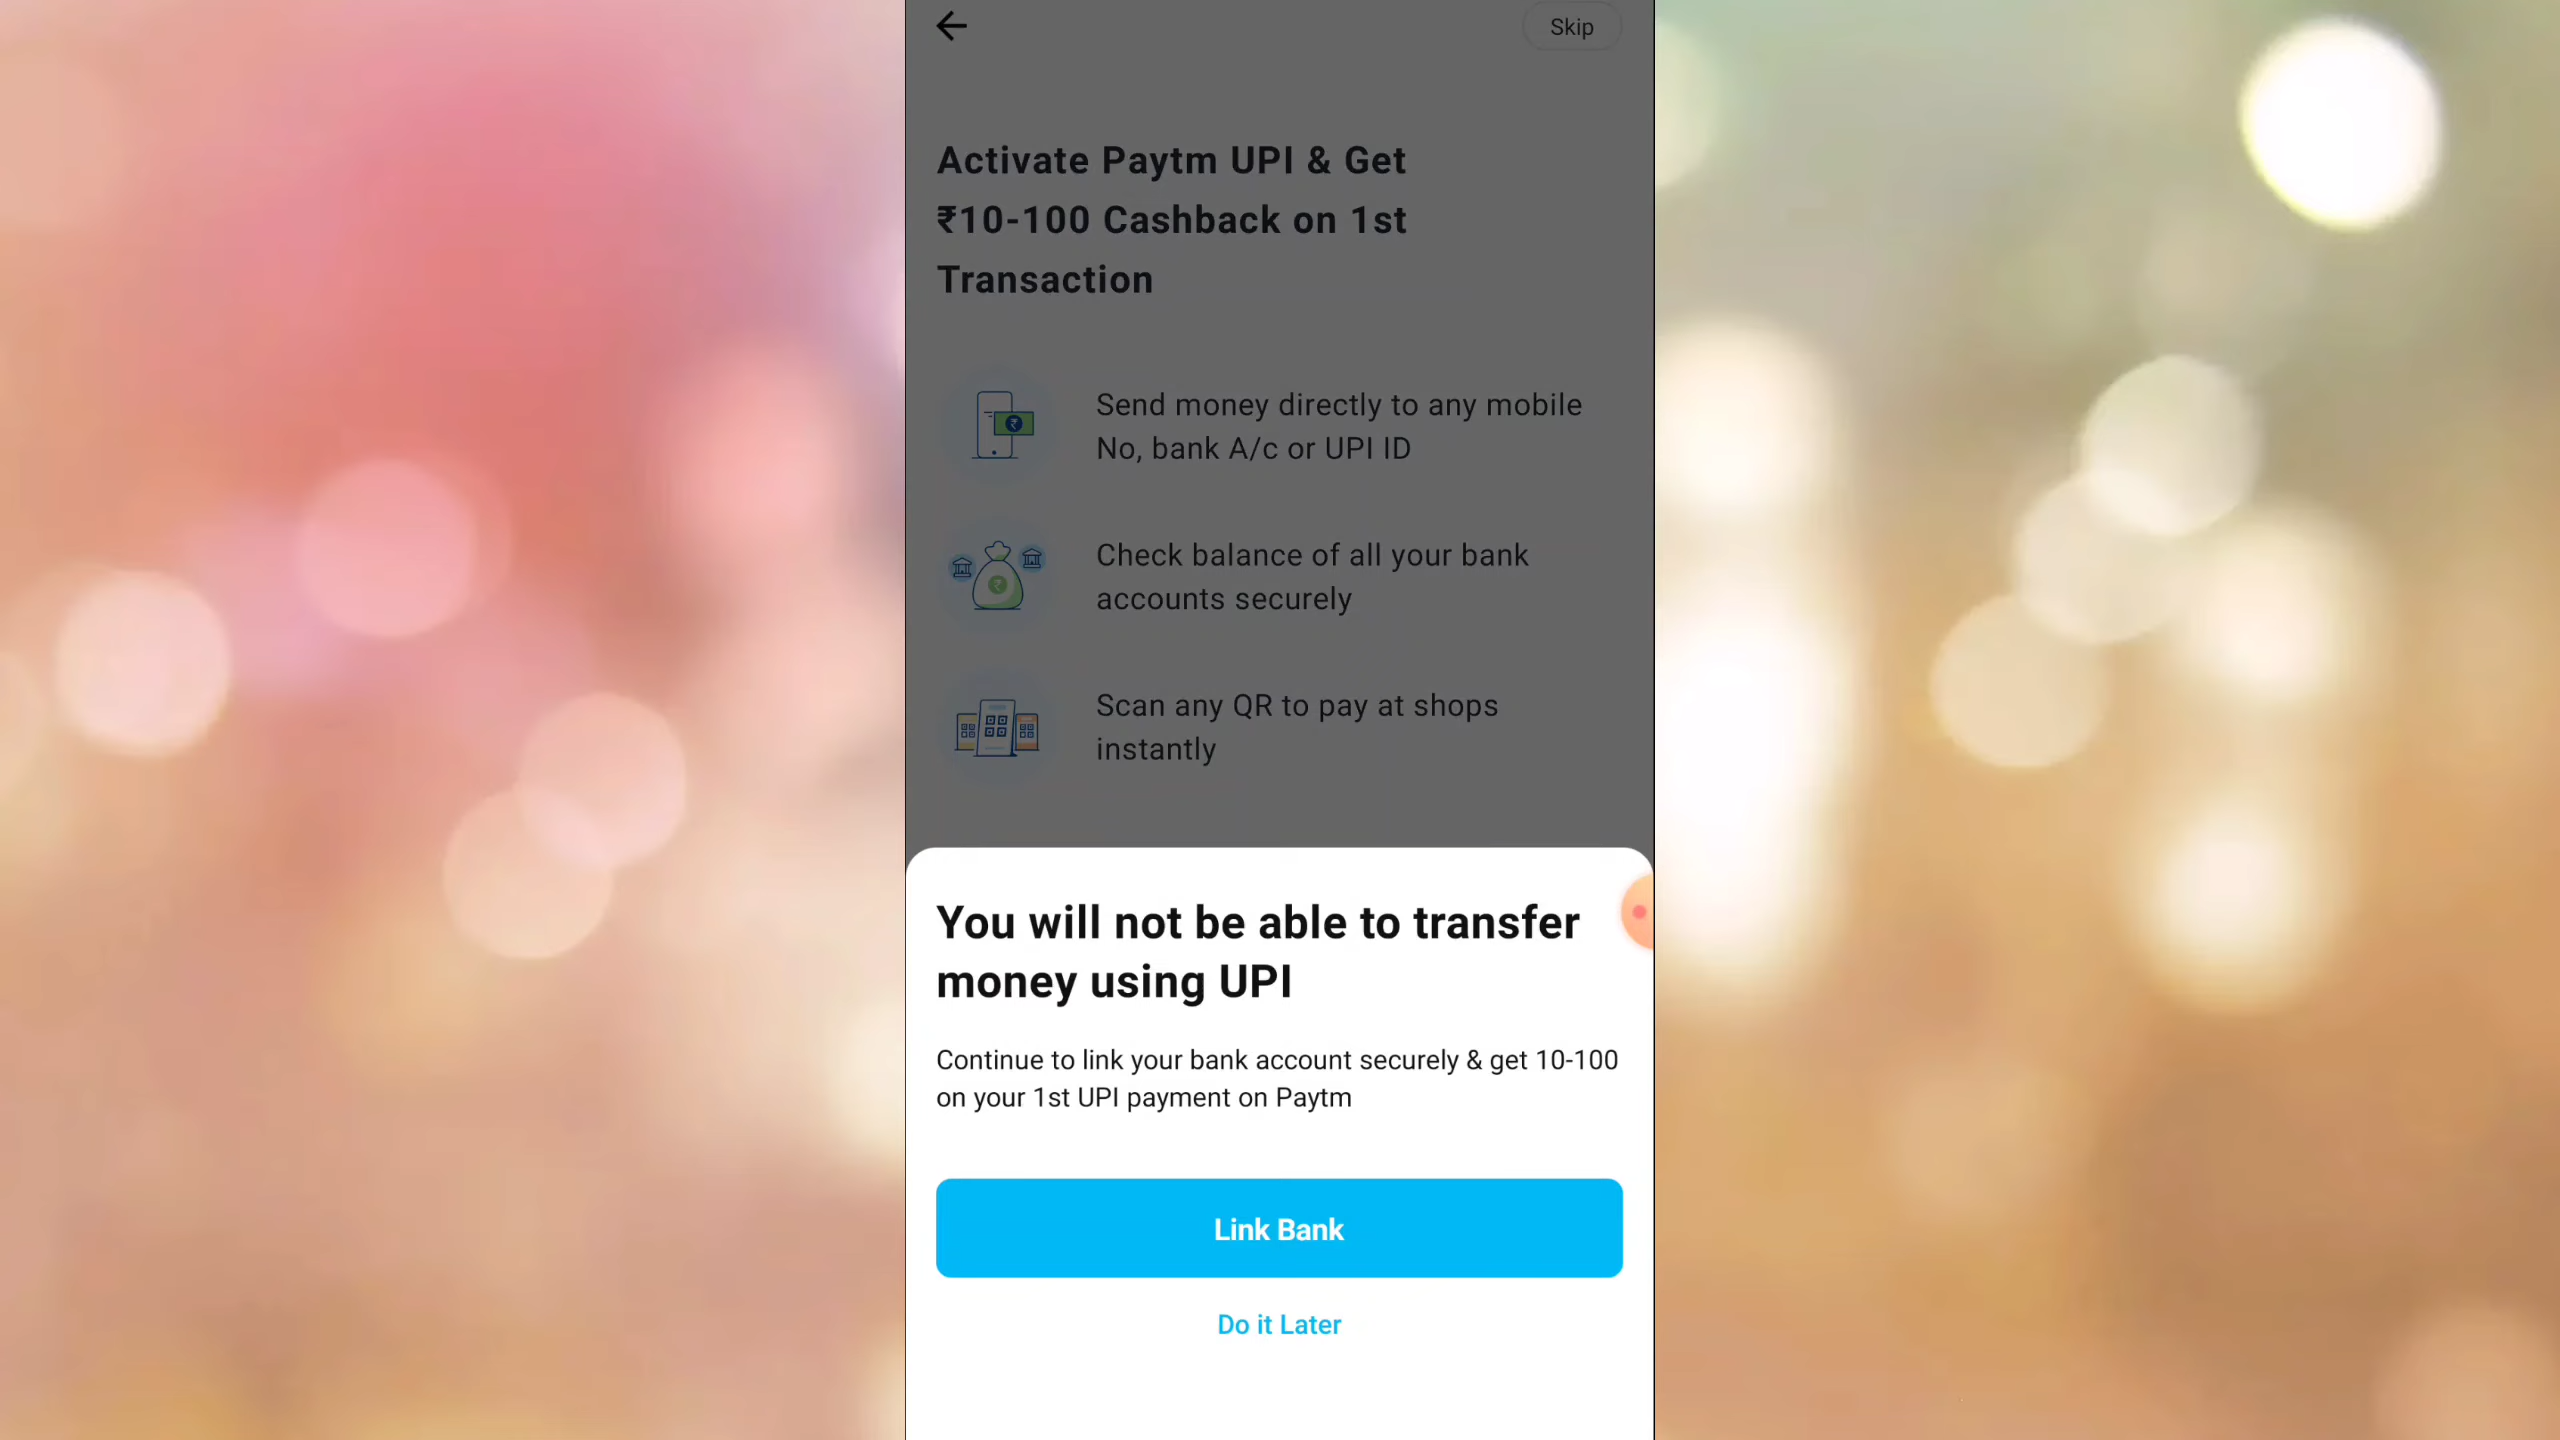 Skip
Activate Paytm UPI & Get
₹10-100 Cashback on 1st
Transaction
Send money directly to any mobile
No, bank A/c or UPI ID
Check balance of all your bank
accounts securely
Scan any QR to pay at shops
instantly
You will not be able to transfer
money using UPI
Continue to link your bank account securely & get 10-100
on your 1st UPI payment on Paytm
Link Bank
Do it Later